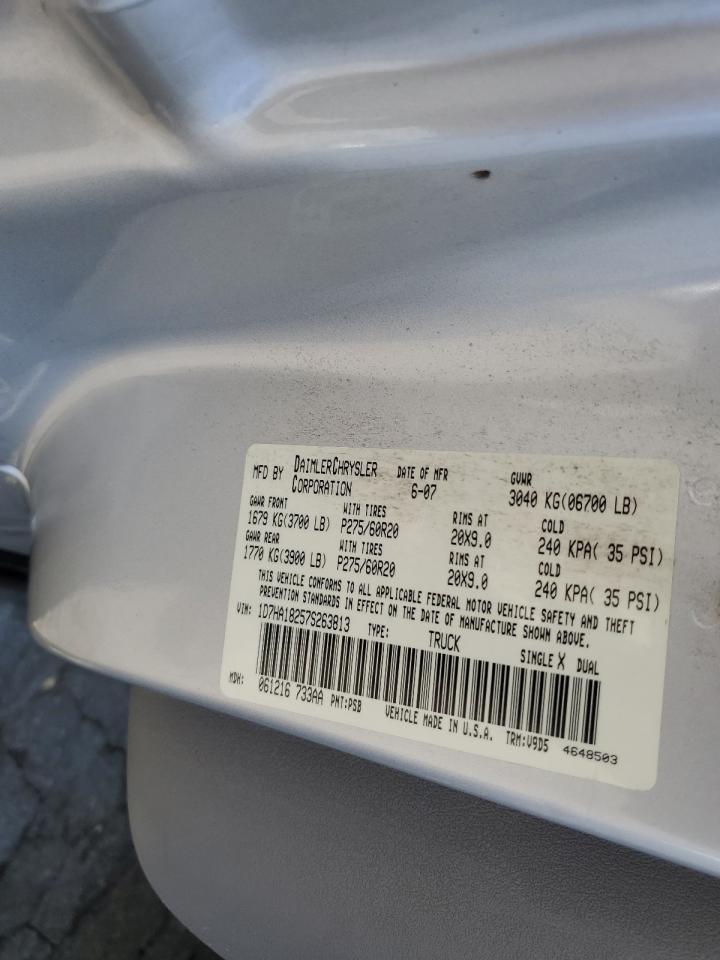 MFD BY DAIMLERCHRYSLER CORPORATION DATE OF MFR 6-07 GVWR 3040 KG(06700 LB)
GAWR FRONT WITH TIRES RIMS AT COLD
1679 KG(3700 LB) P275/60R20 20X9.0 240 KPA( 35 PSI)
GAWR REAR WITH TIRES RIMS AT COLD
1770 KG(3900 LB) P275/60R20 20X9.0 240 KPA( 35 PSI)
THIS VEHICLE CONFORMS TO ALL APPLICABLE FEDERAL MOTOR VEHICLE SAFETY AND THEFT
PREVENTION STANDARDS IN EFFECT ON THE DATE OF MANUFACTURE SHOWN ABOVE.
VIN: 1D7HA18257S263813 TYPE: TRUCK SINGLE X DUAL
MDH: 061216 733AA PNT:PSB VEHICLE MADE IN U.S.A. TRM:V9D5 4648503